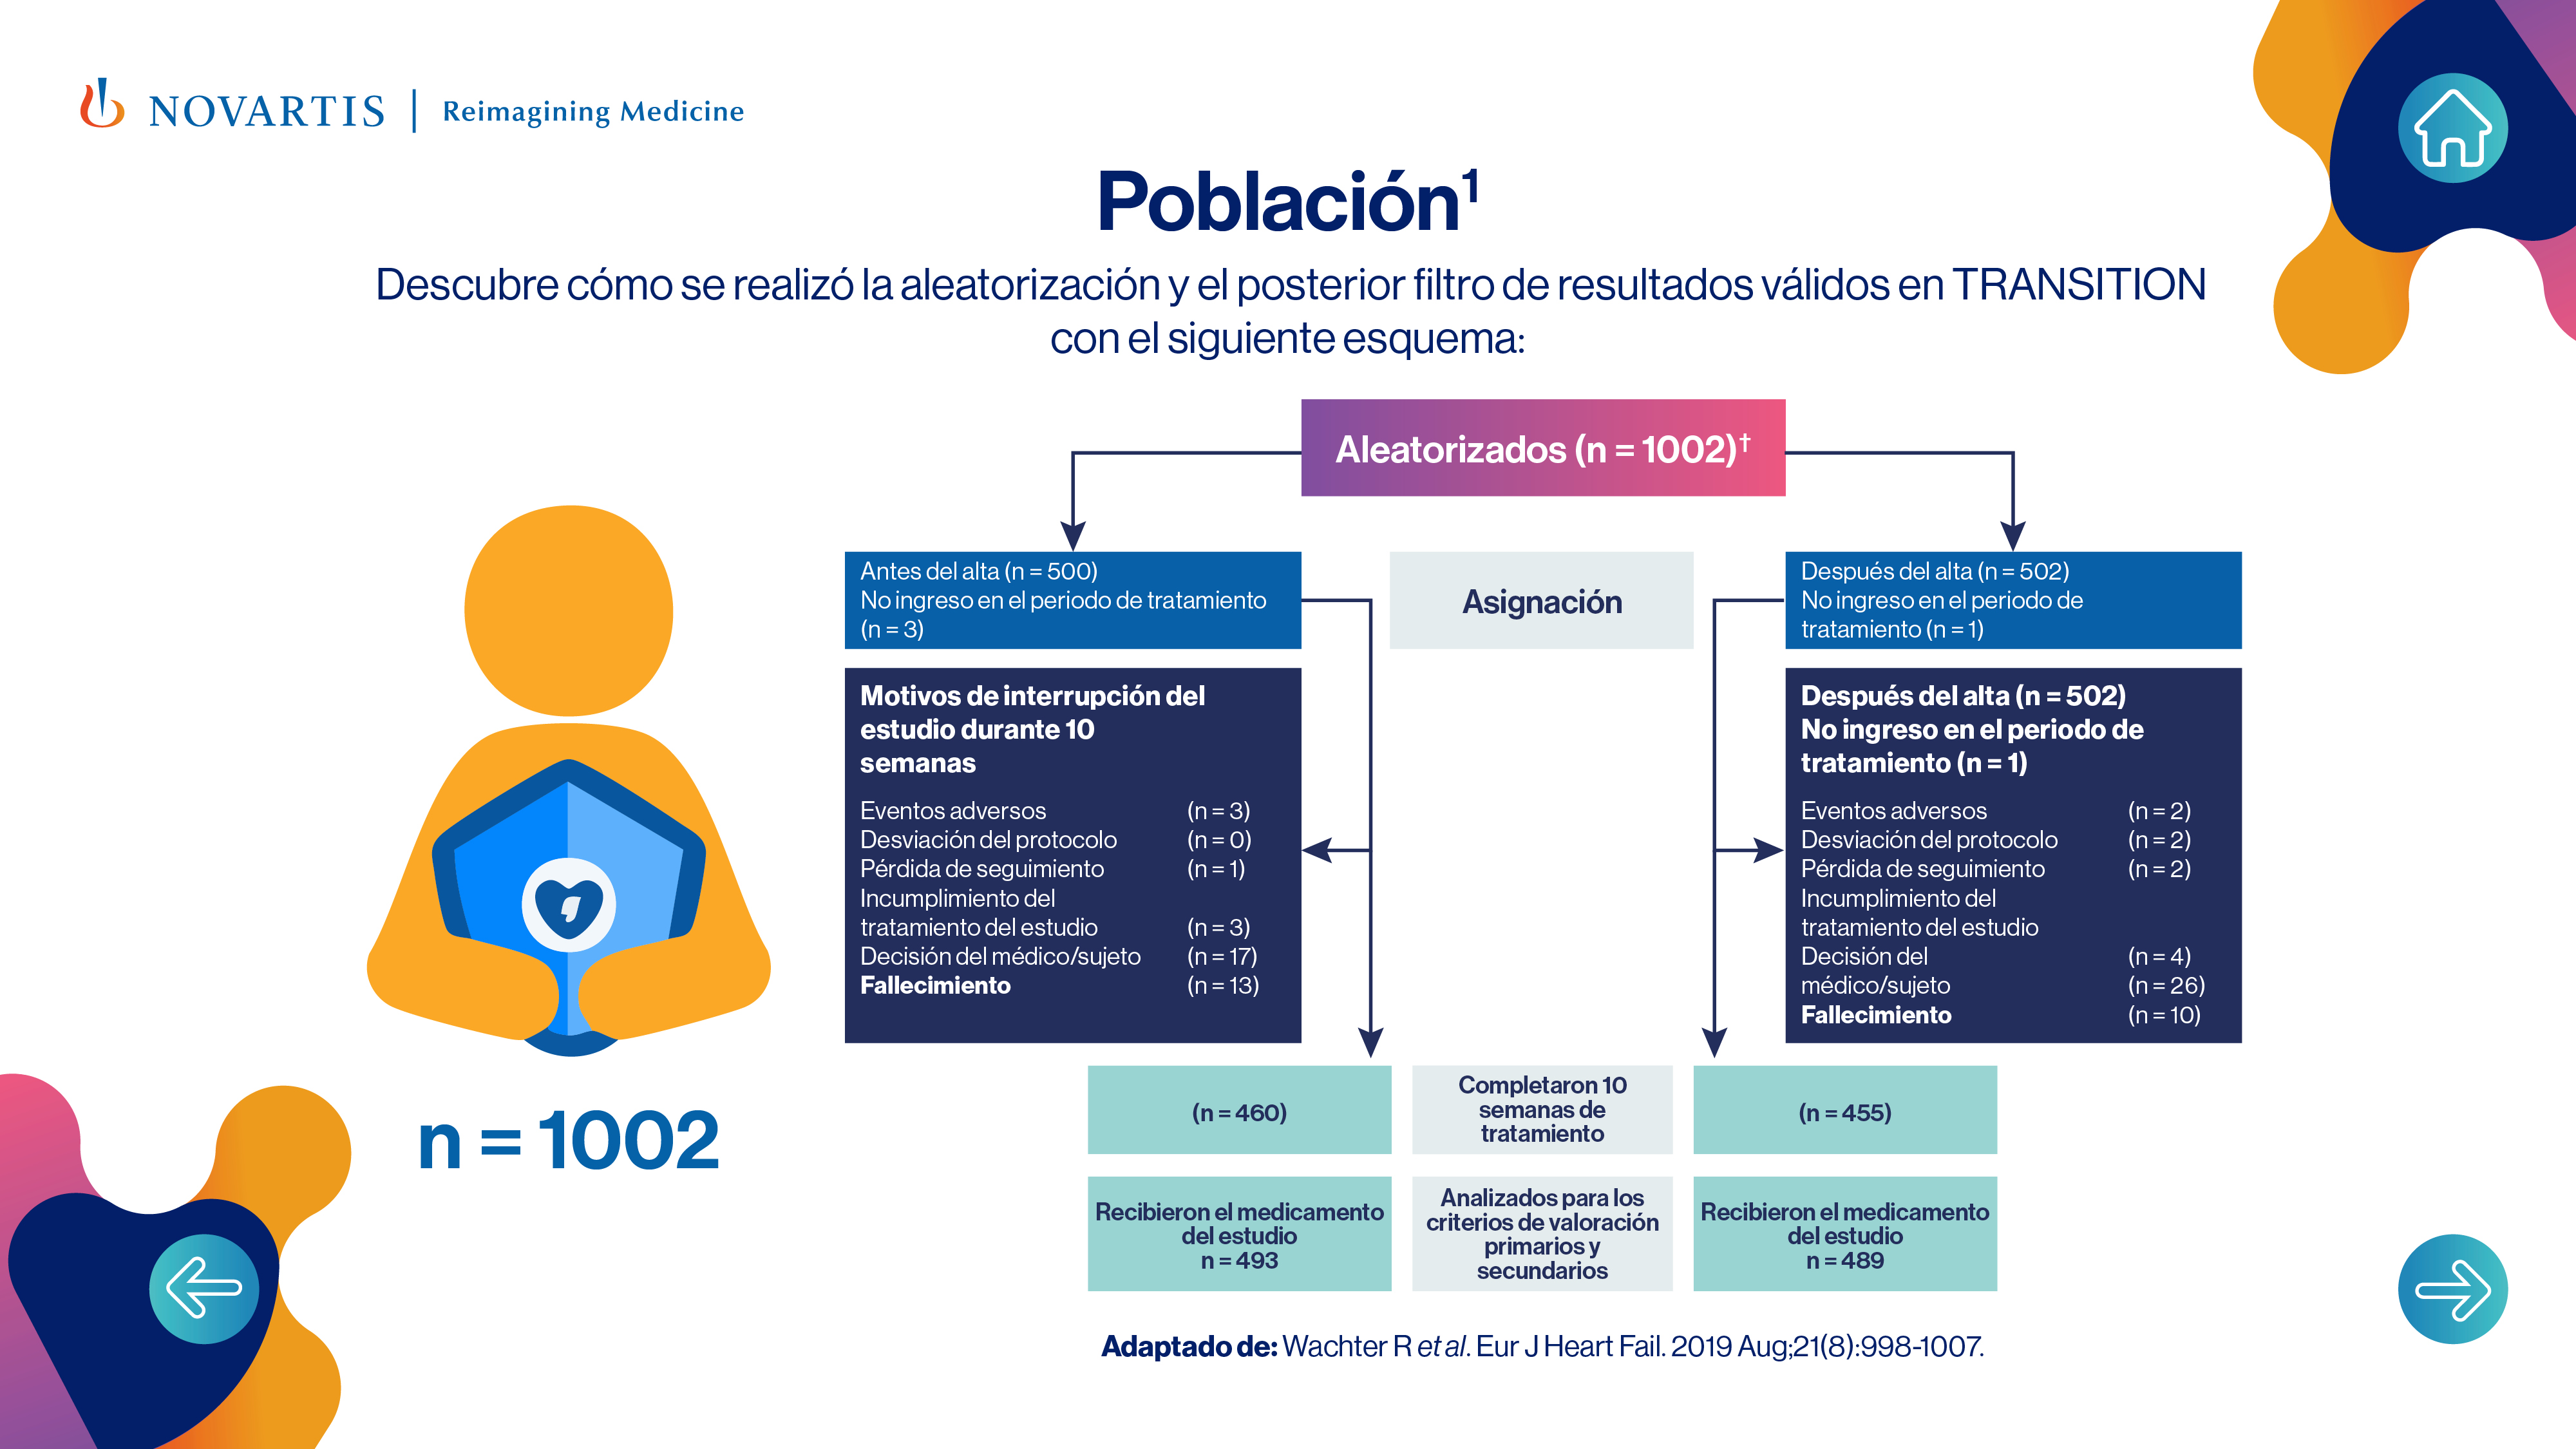 NOVARTIS | Reimagining Medicine
Población¹
Descubre cómo se realizó la aleatorización y el posterior filtro de resultados válidos en TRANSITION
con el siguiente esquema:
Aleatorizados (n = 1002)†
Antes del alta (n = 500)
No ingreso en el periodo de tratamiento
(n = 3)
Asignación
Después del alta (n = 502)
No ingreso en el periodo de
tratamiento (n = 1)
Motivos de interrupción del
estudio durante 10
semanas
Eventos adversos (n = 3)
Desviación del protocolo (n = 0)
Pérdida de seguimiento (n = 1)
Incumplimiento del
tratamiento del estudio (n = 3)
Decisión del médico/sujeto (n = 17)
Fallecimiento (n = 13)
Después del alta (n = 502)
No ingreso en el periodo de
tratamiento (n = 1)
Eventos adversos (n = 2)
Desviación del protocolo (n = 2)
Pérdida de seguimiento (n = 2)
Incumplimiento del
tratamiento del estudio
Decisión del (n = 4)
médico/sujeto (n = 26)
Fallecimiento (n = 10)
n = 1002
(n = 460)
Completaron 10
semanas de
tratamiento
(n = 455)
Recibieron el medicamento
del estudio
n = 493
Analizados para los
criterios de valoración
primarios y
secundarios
Recibieron el medicamento
del estudio
n = 489
Adaptado de: Wachter R et al. Eur J Heart Fail. 2019 Aug;21(8):998-1007.